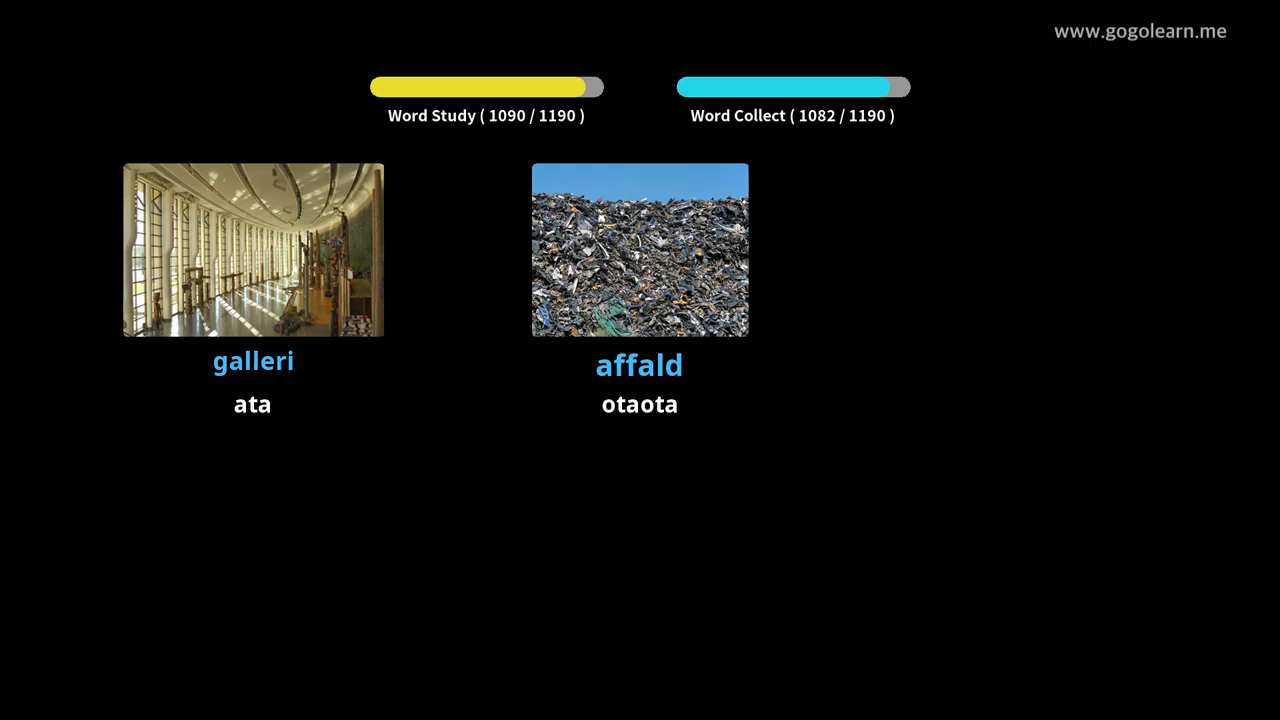 www.gogolearn.me
Word Study ( 1090 / 1190 )
Word Collect ( 1082 / 1190 )
galleri
affald
ata
otaota